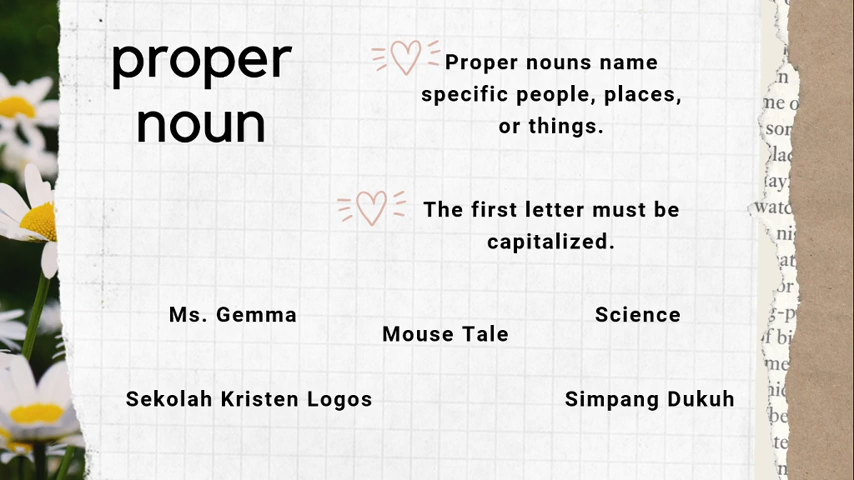 proper
noun
Proper nouns name
specific people, places,
or things.
The first letter must be
capitalized.
Ms. Gemma
Mouse Tale
Science
Sekolah Kristen Logos
Simpang Dukuh